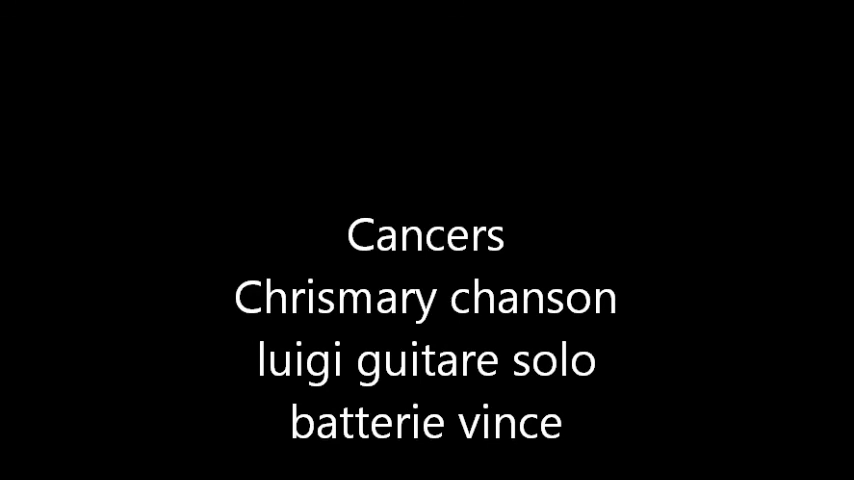 Cancers
Chrismary chanson
luigi guitare solo
batterie vince